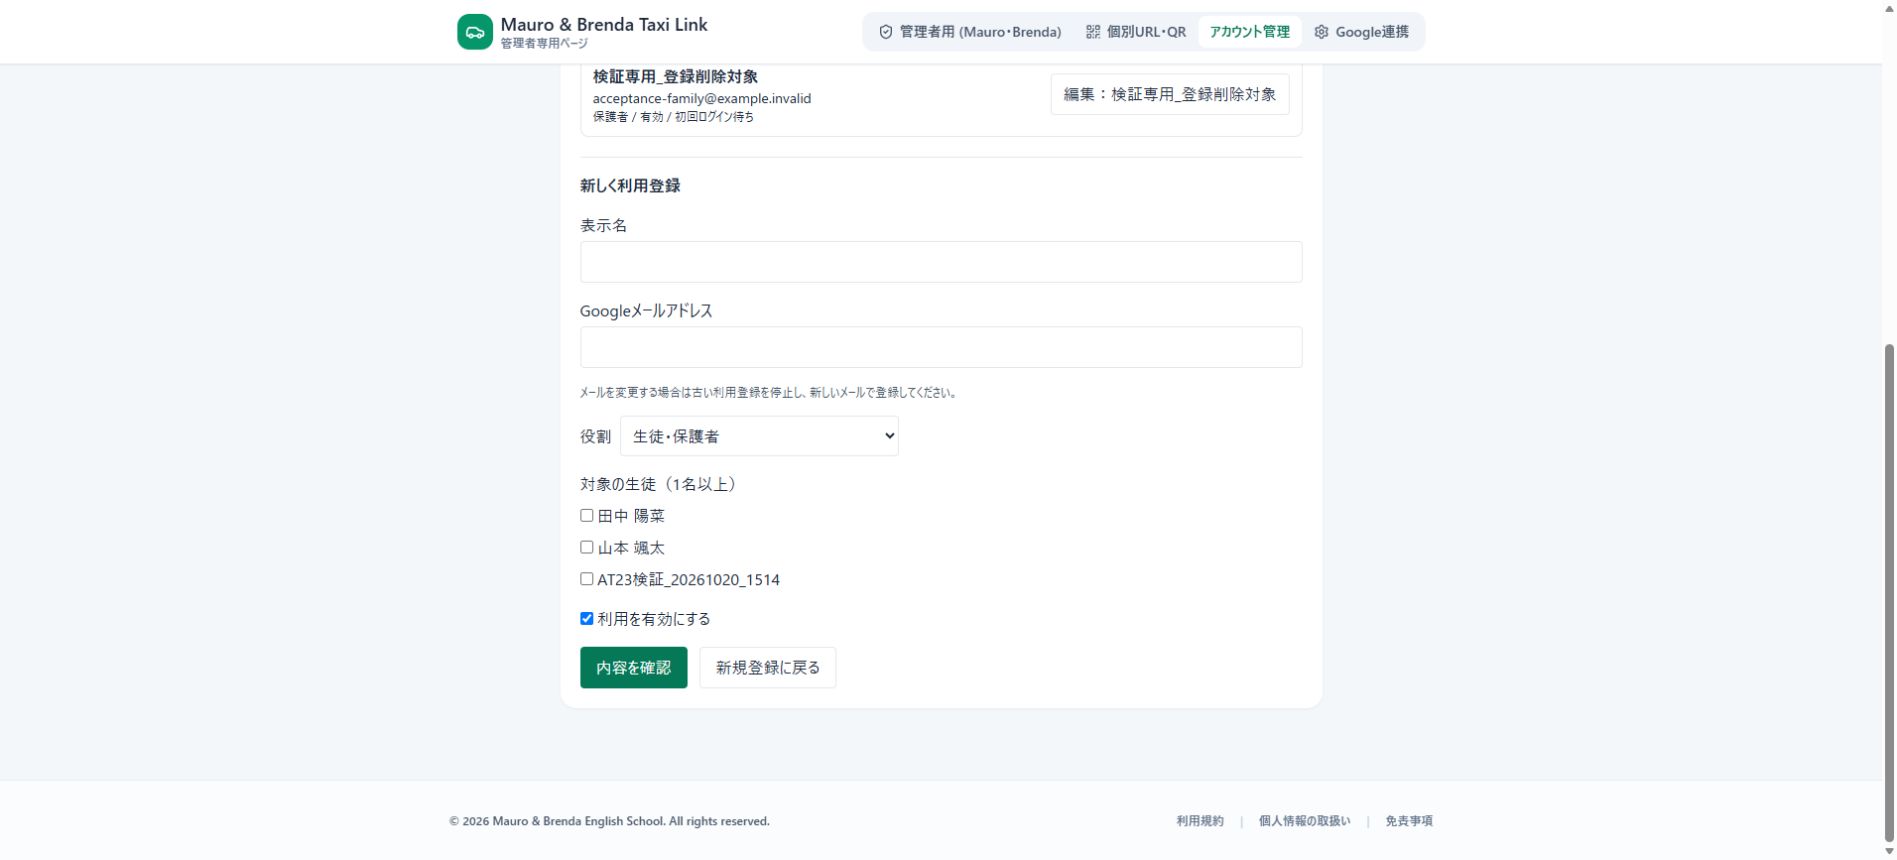 Mauro & Brenda Taxi Link
管理者専用ページ
管理者用 (Mauro・Brenda)
個別URL・QR
アカウント管理
Google連携
検証専用_登録削除対象
acceptance-family@example.invalid
保護者 / 有効 / 初回ログイン待ち
編集：検証専用_登録削除対象
新しく利用登録
表示名
Googleメールアドレス
メールを変更する場合は古い利用登録を停止し、新しいメールで登録してください。
役割 生徒・保護者
対象の生徒（1名以上）
田中 陽菜
山本 颯太
AT23検証_20261020_1514
利用を有効にする
内容を確認 新規登録に戻る
© 2026 Mauro & Brenda English School. All rights reserved.
利用規約 | 個人情報の取扱い | 免責事項